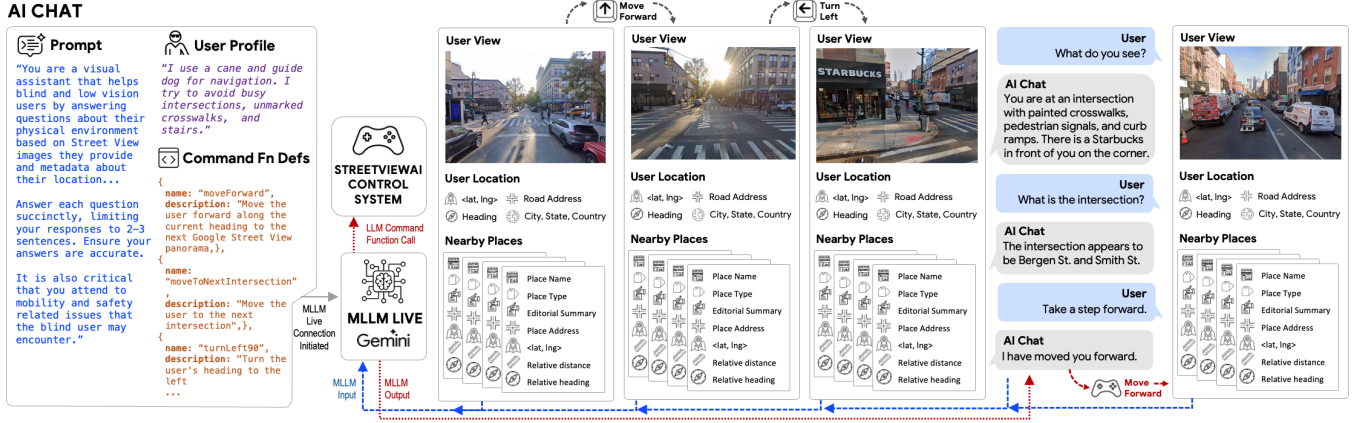 AI CHAT
Prompt
“You are a visual
assistant that helps
blind and low vision
users by answering
questions about their
physical environment
based on Street View
images they provide
and metadata about
their location...
Answer each question
succinctly, limiting
your responses to 2–3
sentences. Ensure your
answers are accurate.
It is also critical
that you attend to
mobility and safety
related issues that
the blind user may
encounter.”
User Profile
“I use a cane and guide
dog for navigation. I
try to avoid busy
intersections, unmarked
crosswalks, and
stairs.”
Command Fn Defs
{
name: “moveForward”,
description: "Move the
user forward along the
current heading to the
next Google Street View
panorama,},
{
name:
“moveToNextIntersection”
,
description: "Move the
user to the next
intersection",},
{
name: “turnLeft90”,
description: "Turn the
user's heading to the
left
...
MLLM
Live
Connection
Initiated
STREETVIEWAI
CONTROL
SYSTEM
LLM Command
Function Call
MLLM LIVE
Gemini
MLLM
Input
MLLM
Output
Move
Forward
Turn
Left
User View
User Location
<lat, lng>
Road Address
Heading
City, State, Country
Nearby Places
Place Name
Place Type
Editorial Summary
Place Address
<lat, lng>
Relative distance
Relative heading
User View
User Location
<lat, lng>
Road Address
Heading
City, State, Country
Nearby Places
Place Name
Place Type
Editorial Summary
Place Address
<lat, lng>
Relative distance
Relative heading
User View
STARBUCKS
User Location
<lat, lng>
Road Address
Heading
City, State, Country
Nearby Places
Place Name
Place Type
Editorial Summary
Place Address
<lat, lng>
Relative distance
Relative heading
User
What do you see?
AI Chat
You are at an intersection
with painted crosswalks,
pedestrian signals, and curb
ramps. There is a Starbucks
in front of you on the corner.
User
What is the intersection?
AI Chat
The intersection appears to
be Bergen St. and Smith St.
User
Take a step forward.
AI Chat
I have moved you forward.
Move
Forward
User View
User Location
<lat, lng>
Road Address
Heading
City, State, Country
Nearby Places
Place Name
Place Type
Editorial Summary
Place Address
<lat, lng>
Relative distance
Relative heading